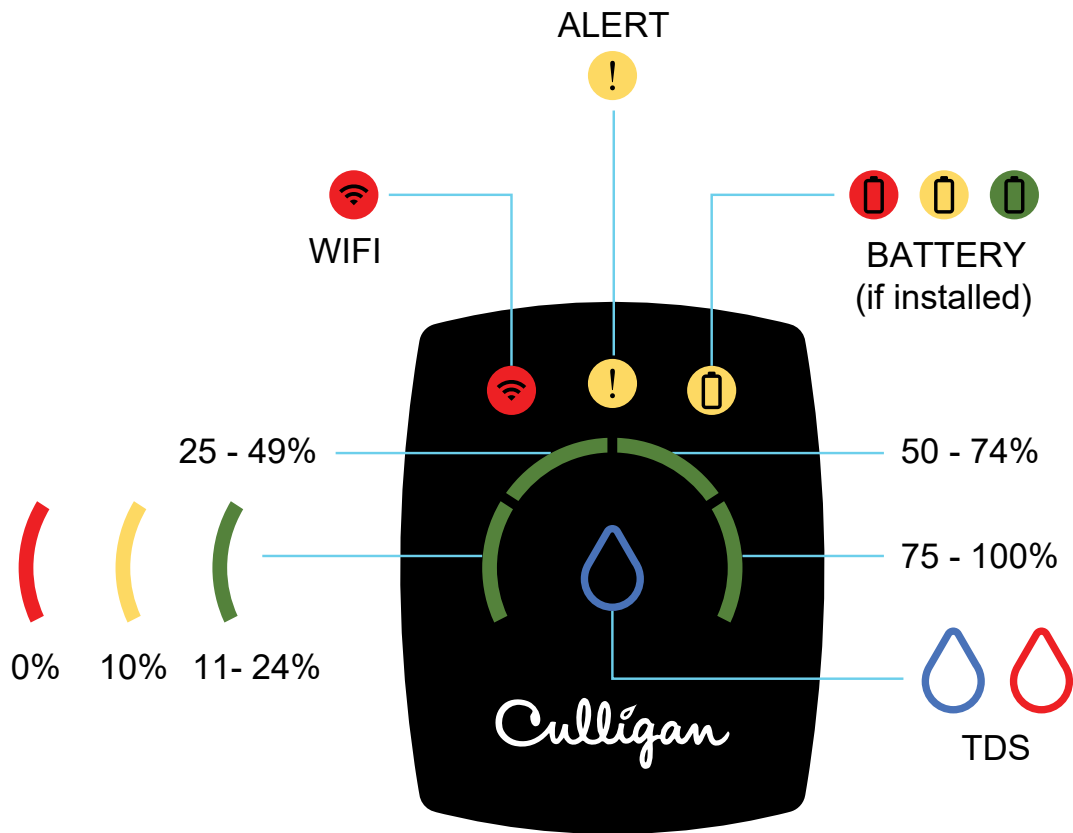 ALERT
!
WIFI
BATTERY
(if installed)
!
25 - 49%
50 - 74%
75 - 100%
0%
10%
11- 24%
Culligan
TDS